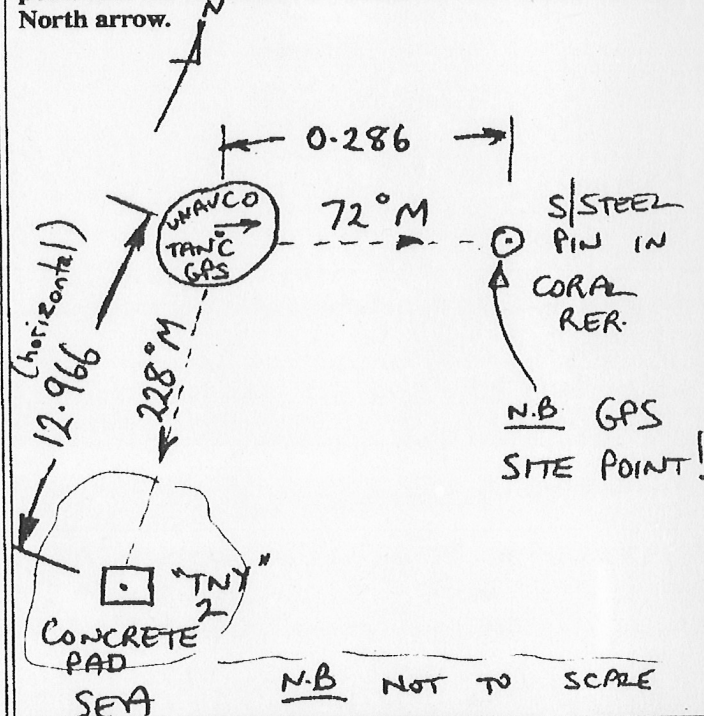 North arrow.
N
0.286
UNAVCO
TANC
GPS
72°M
S/STEEL
PIN IN
CORAL
RER.
(horizontal)
12.966
228°M
N.B GPS
SITE POINT!
"TNY"
2
CONCRETE
PAD
SEA
N.B NOT TO SCALE